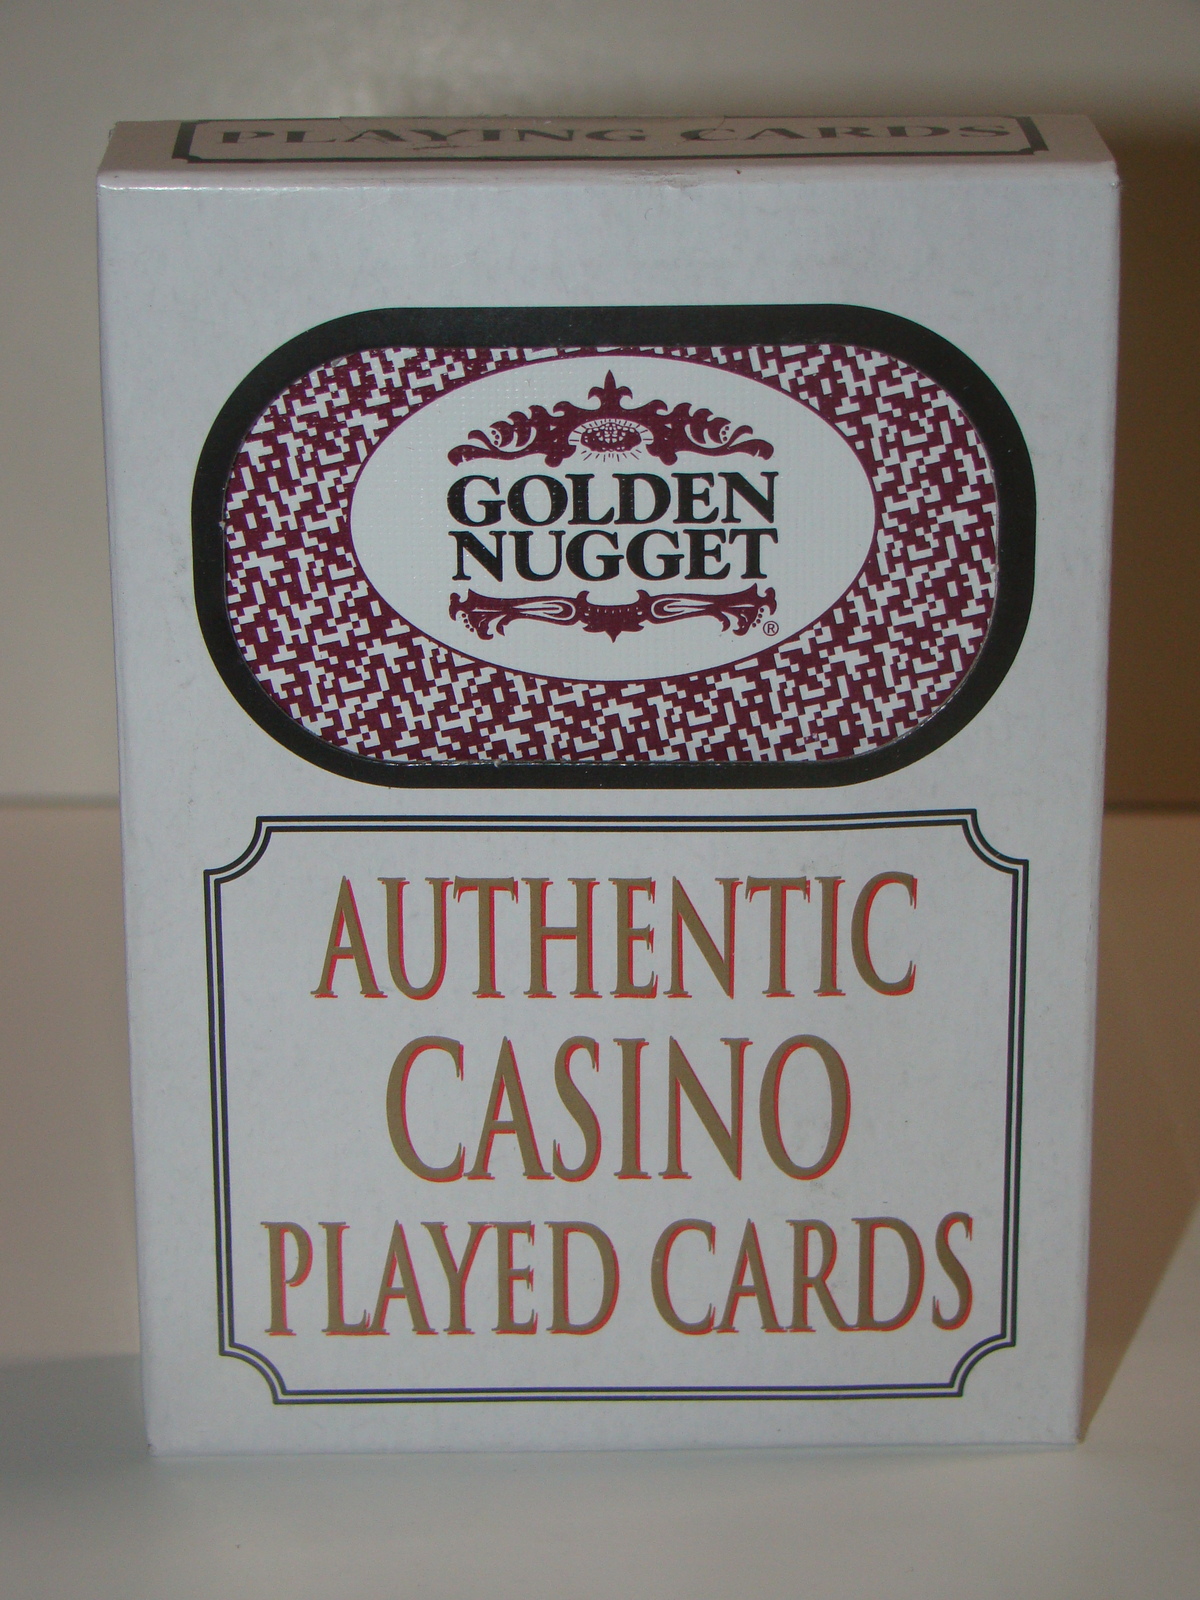 PLAYING CARDS
GOLDEN
NUGGET
®
AUTHENTIC
CASINO
PLAYED CARDS